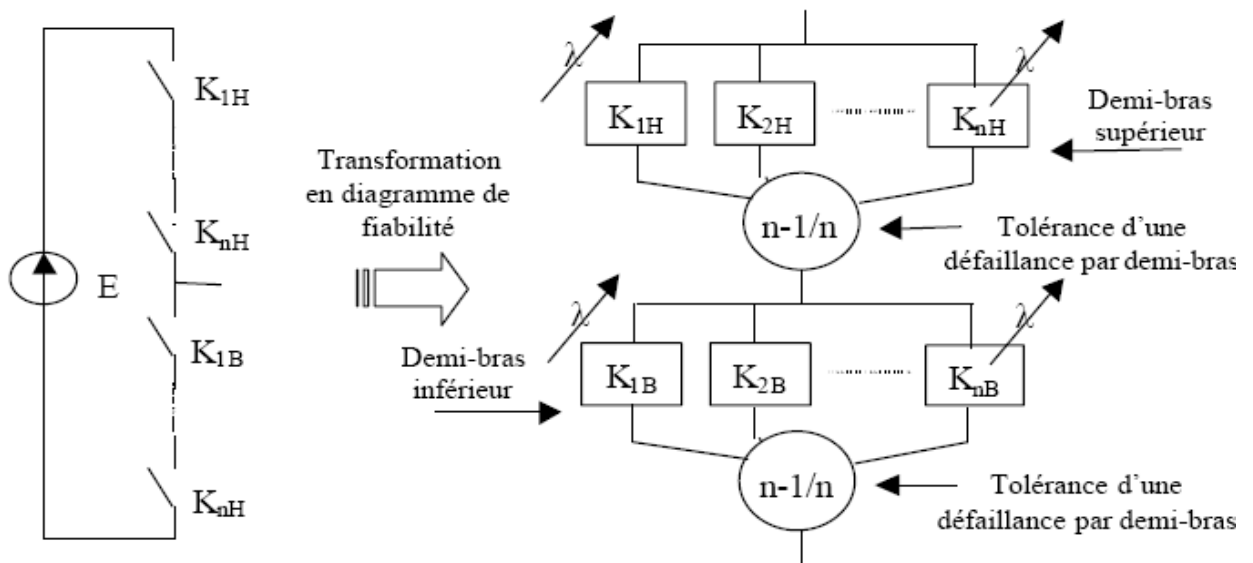 K1H
KnH
E
K1B
KnH
Transformation
en diagramme de
fiabilité
λ
λ
K1H
K2H
KnH
Demi-bras
supérieur
n-1/n
Tolérance d’une
défaillance par demi-bras
λ
λ
Demi-bras
inférieur
K1B
K2B
KnB
n-1/n
Tolérance d’une
défaillance par demi-bras